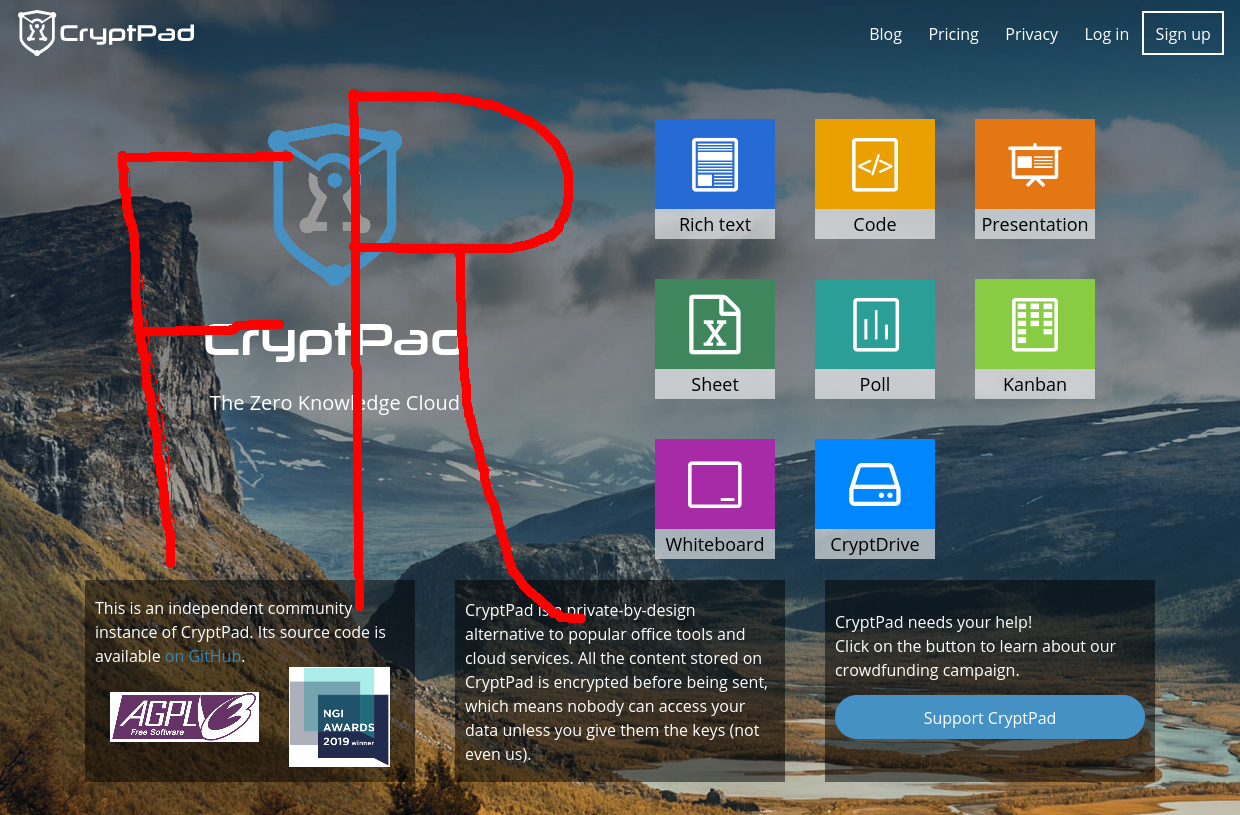 CryptPad
Blog Pricing Privacy Log in Sign up
FR
CryptPad
The Zero Knowledge Cloud
Rich text Code Presentation
Sheet Poll Kanban
Whiteboard CryptDrive
This is an independent community
instance of CryptPad. Its source code is
available on GitHub.
AGPLv3
Free Software
NGI
AWARDS
2019 winner
CryptPad is a private-by-design
alternative to popular office tools and
cloud services. All the content stored on
CryptPad is encrypted before being sent,
which means nobody can access your
data unless you give them the keys (not
even us).
CryptPad needs your help!
Click on the button to learn about our
crowdfunding campaign.
Support CryptPad